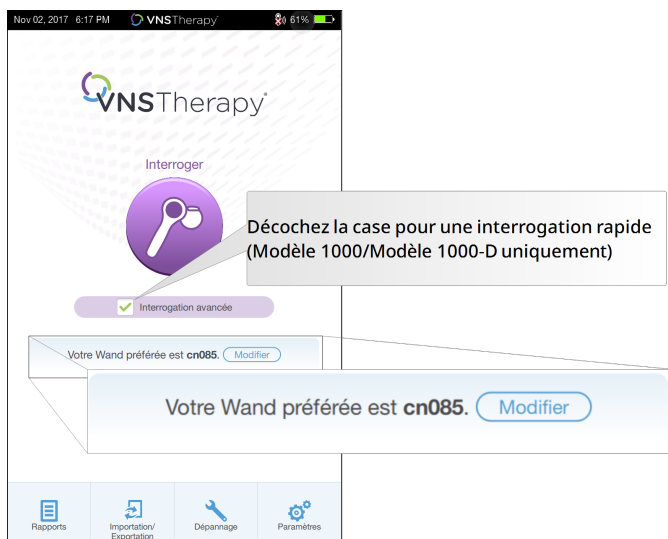 Nov 02, 2017 6:17 PM VNSTherapy 61%
VNSTherapy
Interroger
Décochez la case pour une interrogation rapide
(Modèle 1000/Modèle 1000-D uniquement)
Interrogation avancée
Votre Wand préférée est cn085. Modifier
Votre Wand préférée est cn085. Modifier
Rapports
Importation/
Exportation
Dépannage
Paramètres